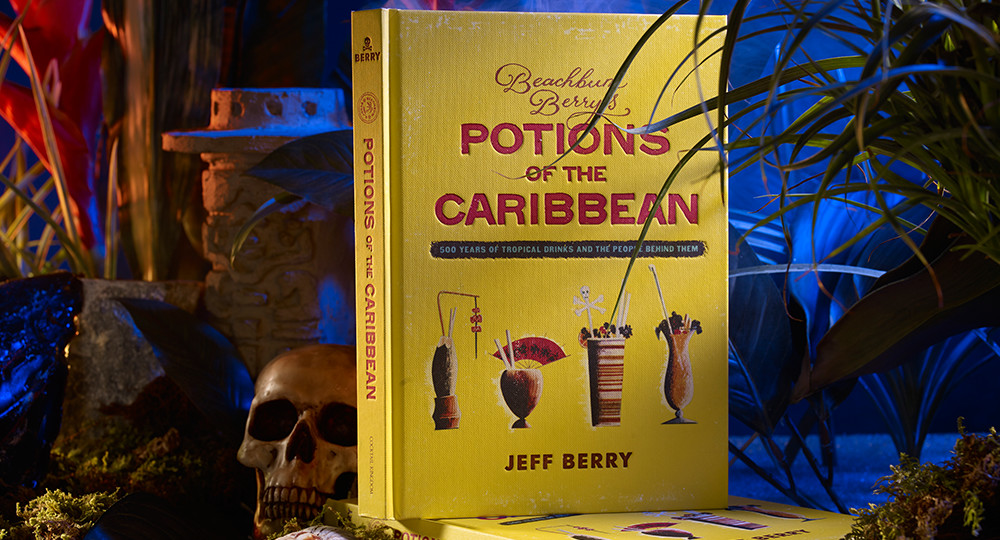 BERRY
POTIONS OF THE CARIBBEAN
Beachbum
Berry's
POTIONS
OF THE
CARIBBEAN
500 YEARS OF TROPICAL DRINKS AND THE PEOPLE BEHIND THEM
JEFF BERRY
BERRY